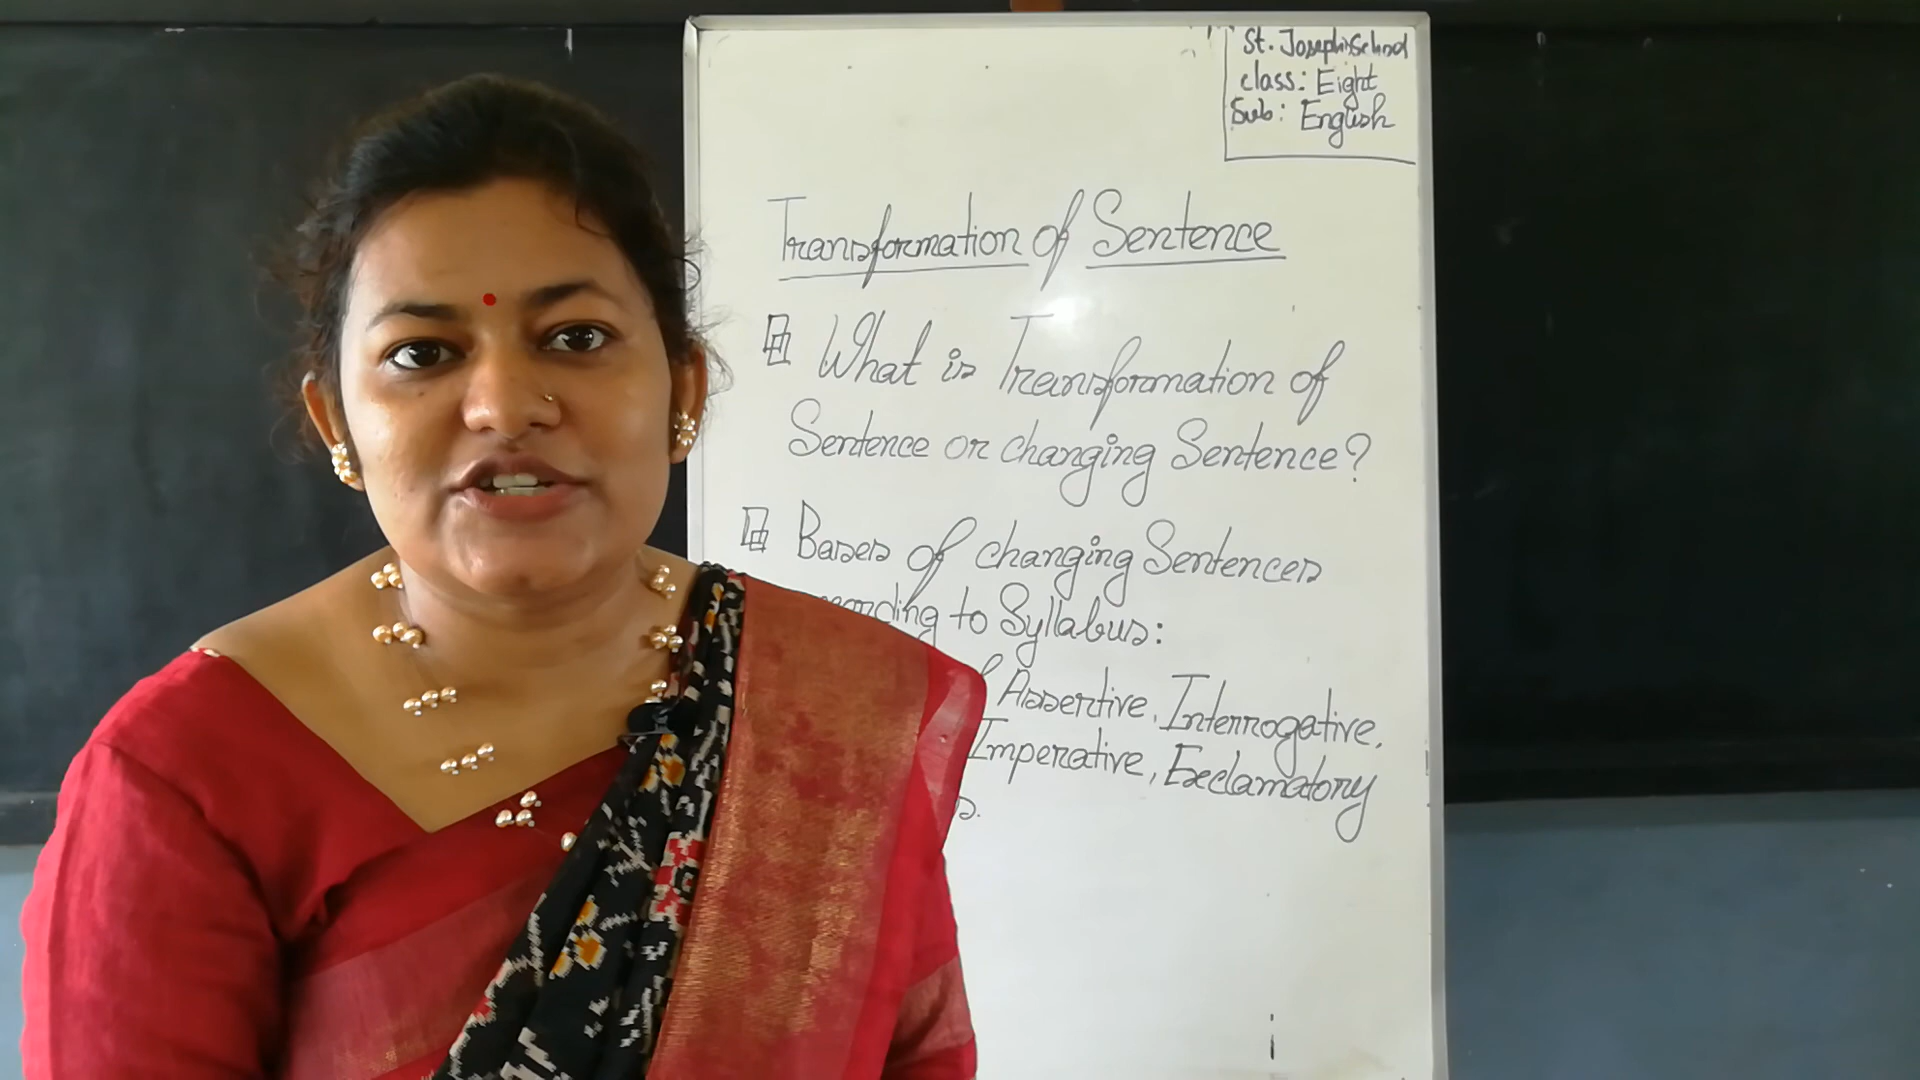 St. Joseph's School
Class: Eight
Sub: English
Transformation of Sentence
What is Transformation of
Sentence or changing Sentence?
Bases of changing Sentences
to Syllabus:
Assertive, Interrogative,
Imperative, Exclamatory